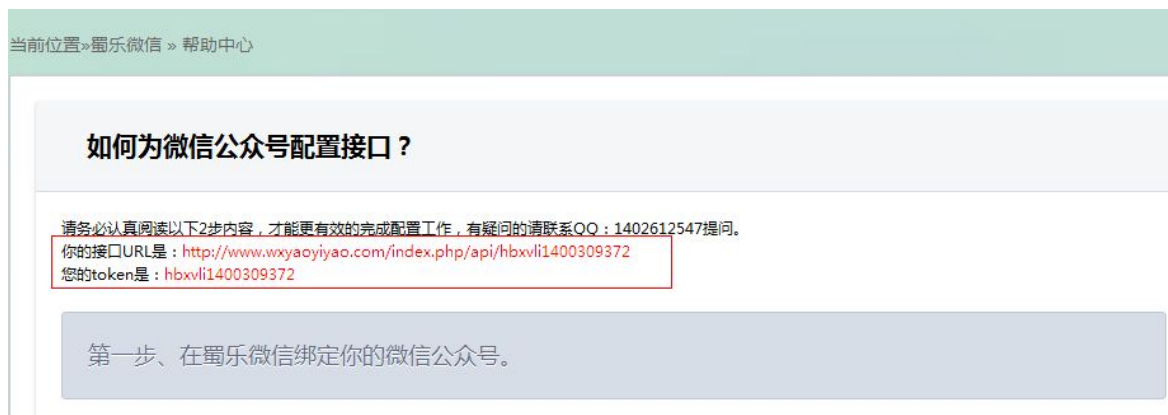 当前位置»蜀乐微信 » 帮助中心
如何为微信公众号配置接口？
请务必认真阅读以下2步内容，才能更有效的完成配置工作，有疑问的请联系QQ：1402612547提问。
你的接口URL是：http://www.wxyaoyiyao.com/index.php/api/hbxvli1400309372
您的token是：hbxvli1400309372
第一步、在蜀乐微信绑定你的微信公众号。